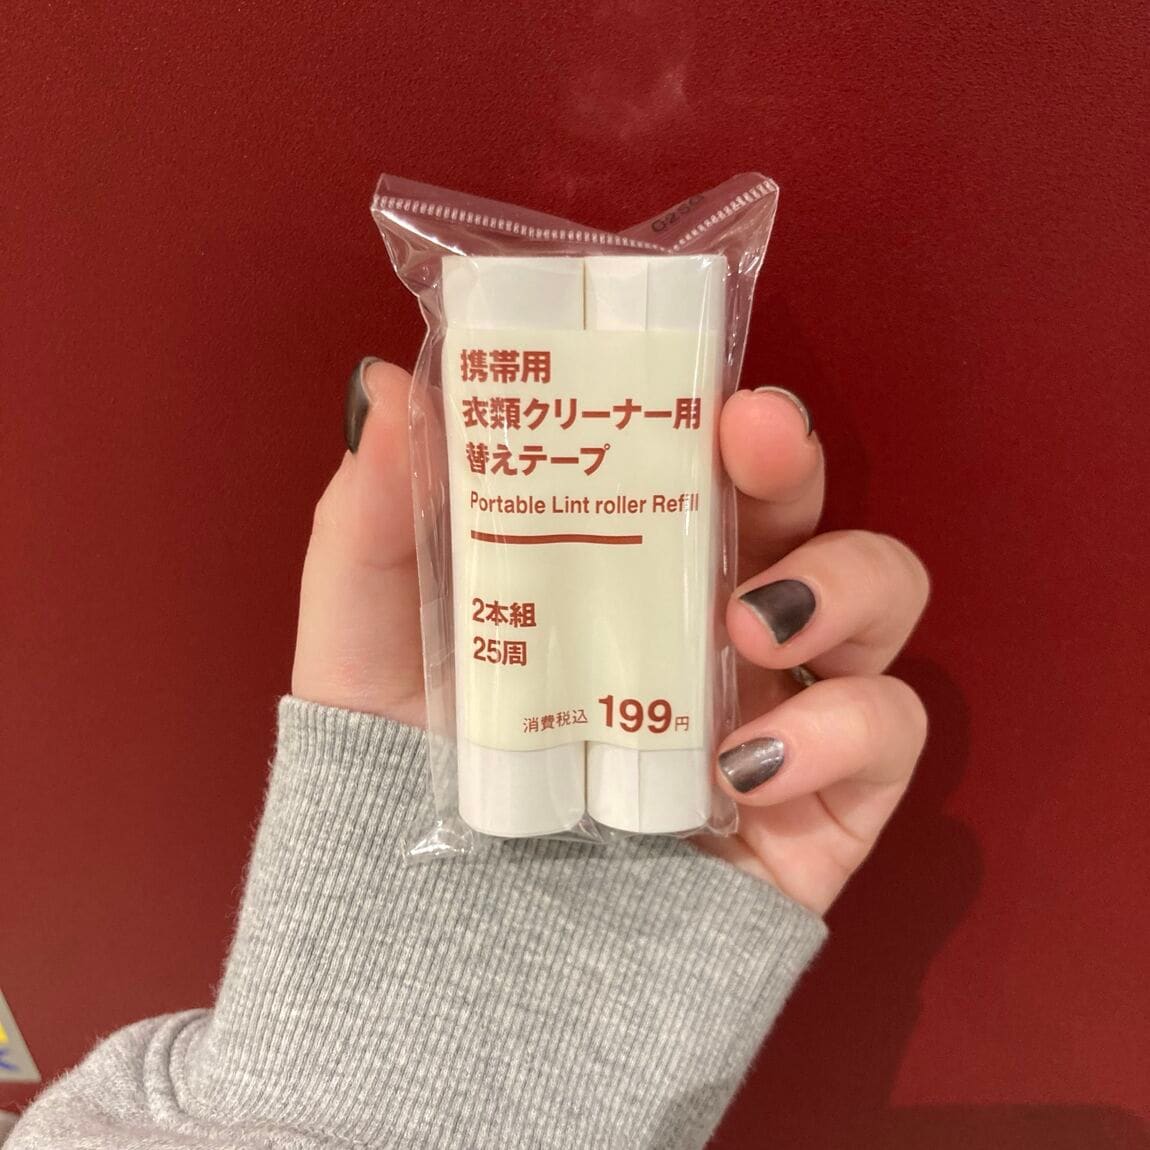 携帯用
衣類クリーナー用
替えテープ
Portable Lint roller Refill
2本組
25周
消費税込 199円